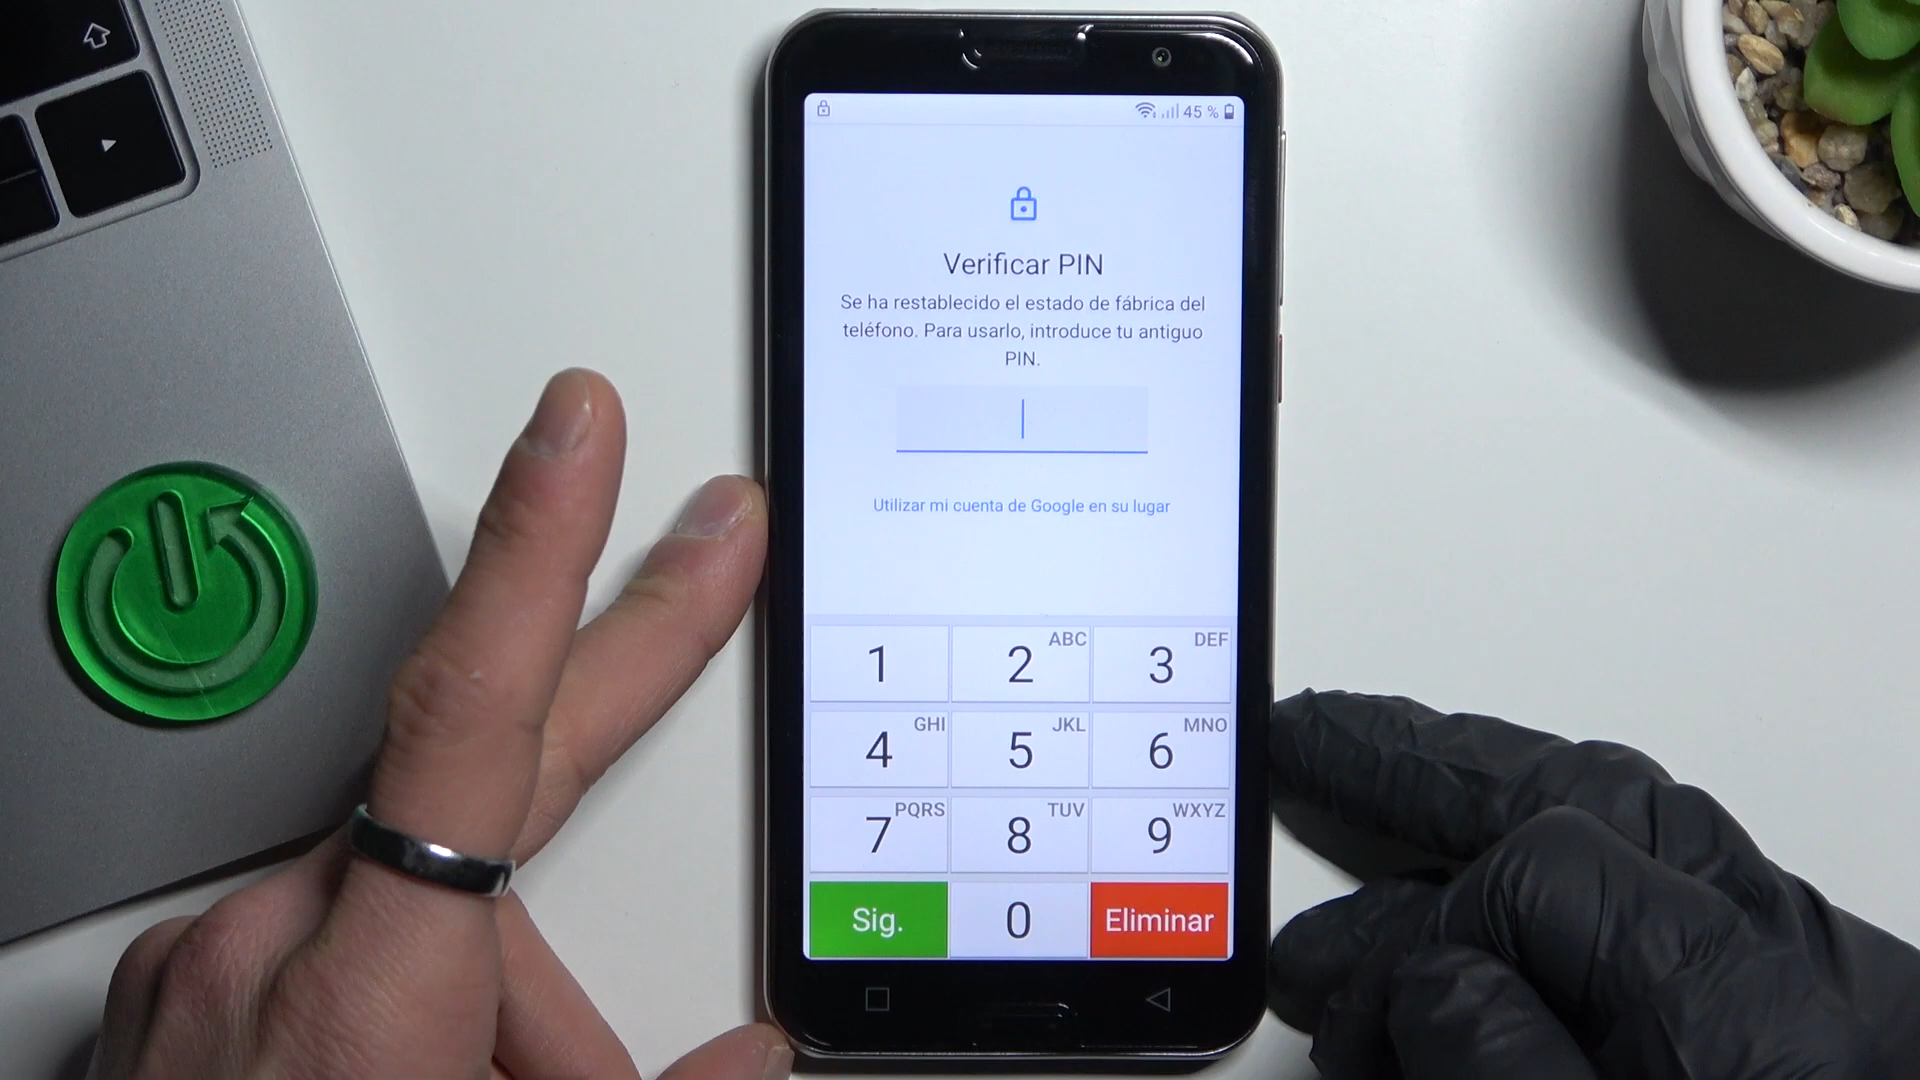 45 %
Verificar PIN
Se ha restablecido el estado de fábrica del
teléfono. Para usarlo, introduce tu antiguo
PIN.
Utilizar mi cuenta de Google en su lugar
1 2 ABC 3 DEF
4 GHI 5 JKL 6 MNO
7 PQRS 8 TUV 9 WXYZ
Sig. 0 Eliminar